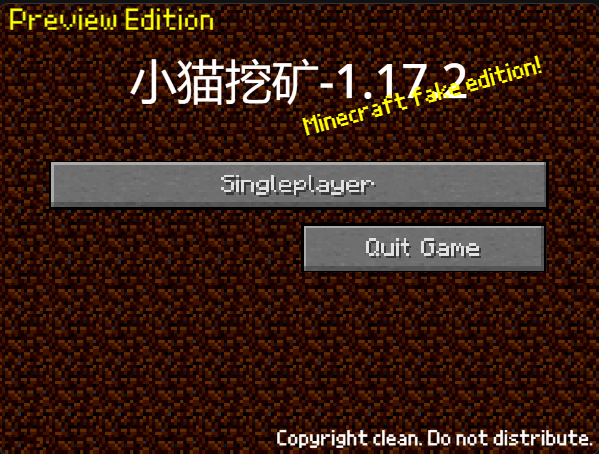 Preview Edition
小猫挖矿-1.17.2
Minecraft fake edition!
Singleplayer
Quit Game
Copyright clean. Do not distribute.